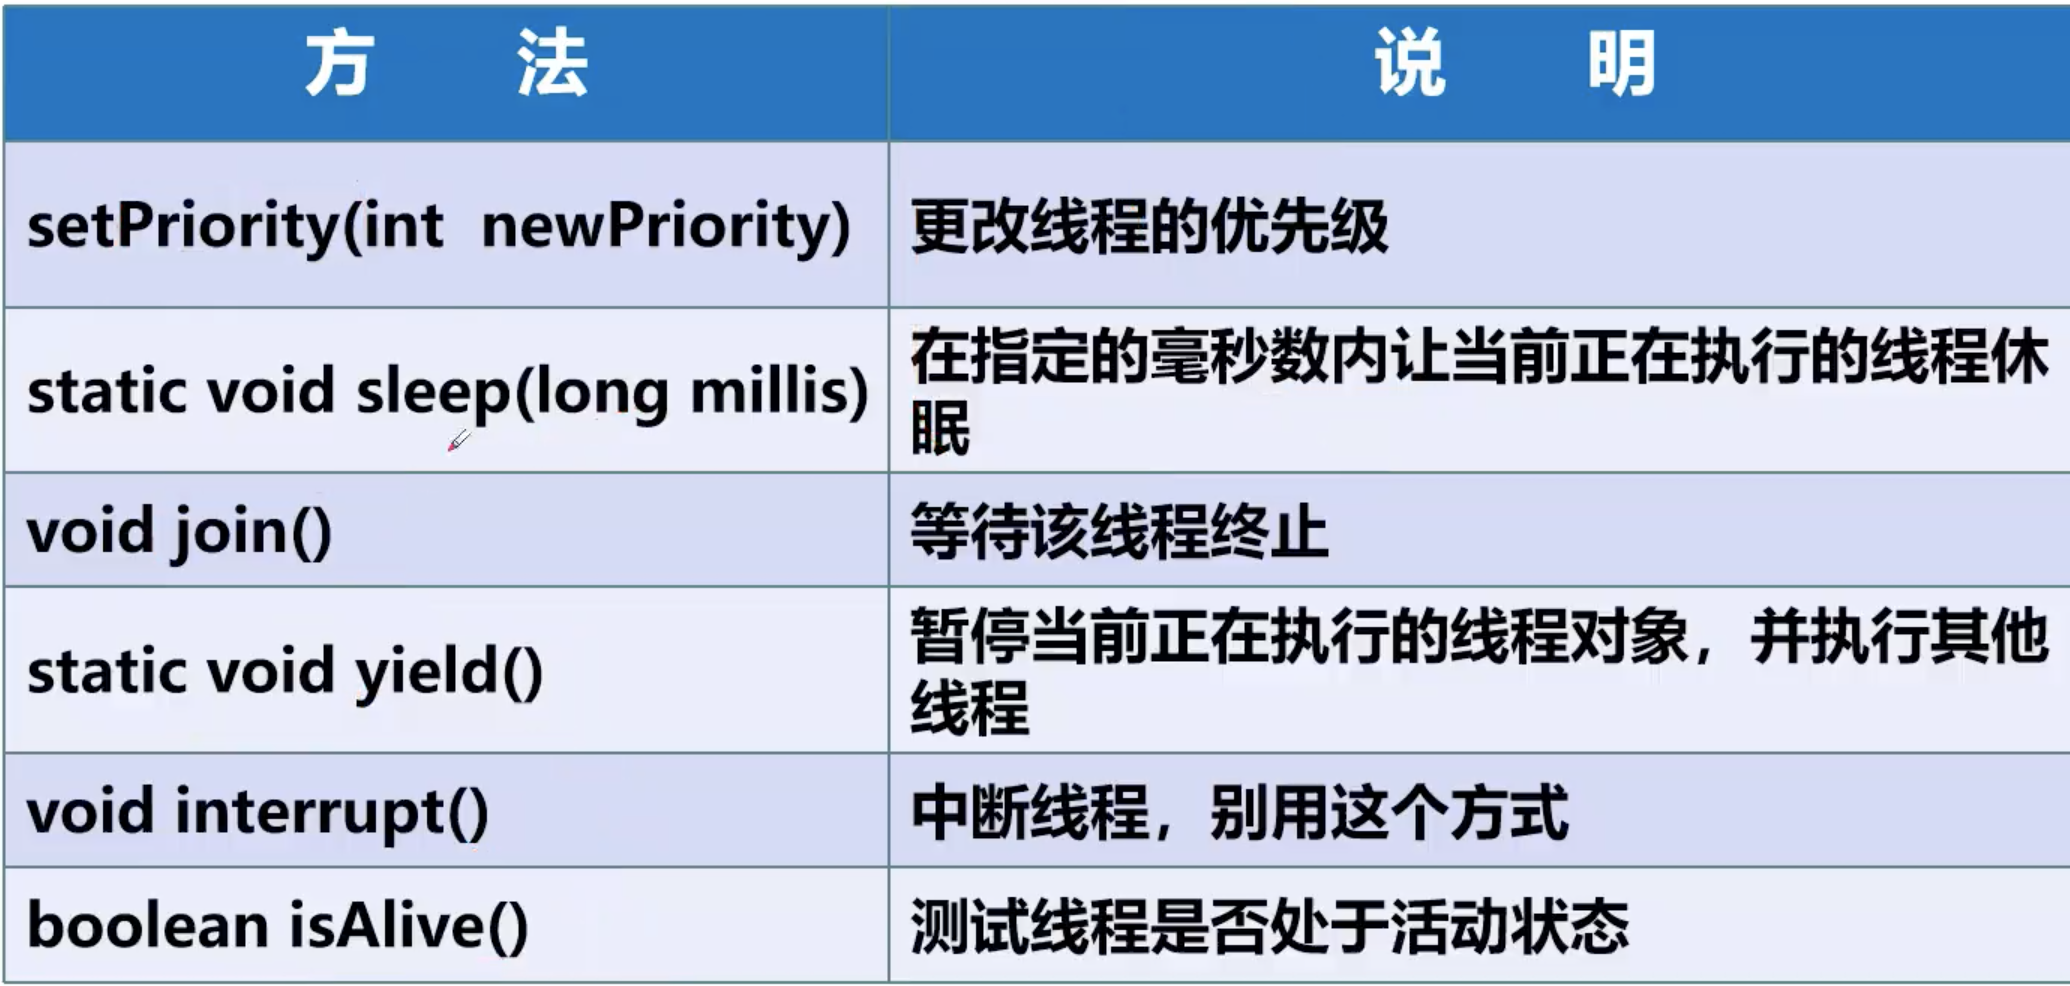 方 法
说 明
setPriority(int newPriority)
更改线程的优先级
static void sleep(long millis)
在指定的毫秒数内让当前正在执行的线程休
眠
void join()
等待该线程终止
static void yield()
暂停当前正在执行的线程对象，并执行其他
线程
void interrupt()
中断线程，别用这个方式
boolean isAlive()
测试线程是否处于活动状态